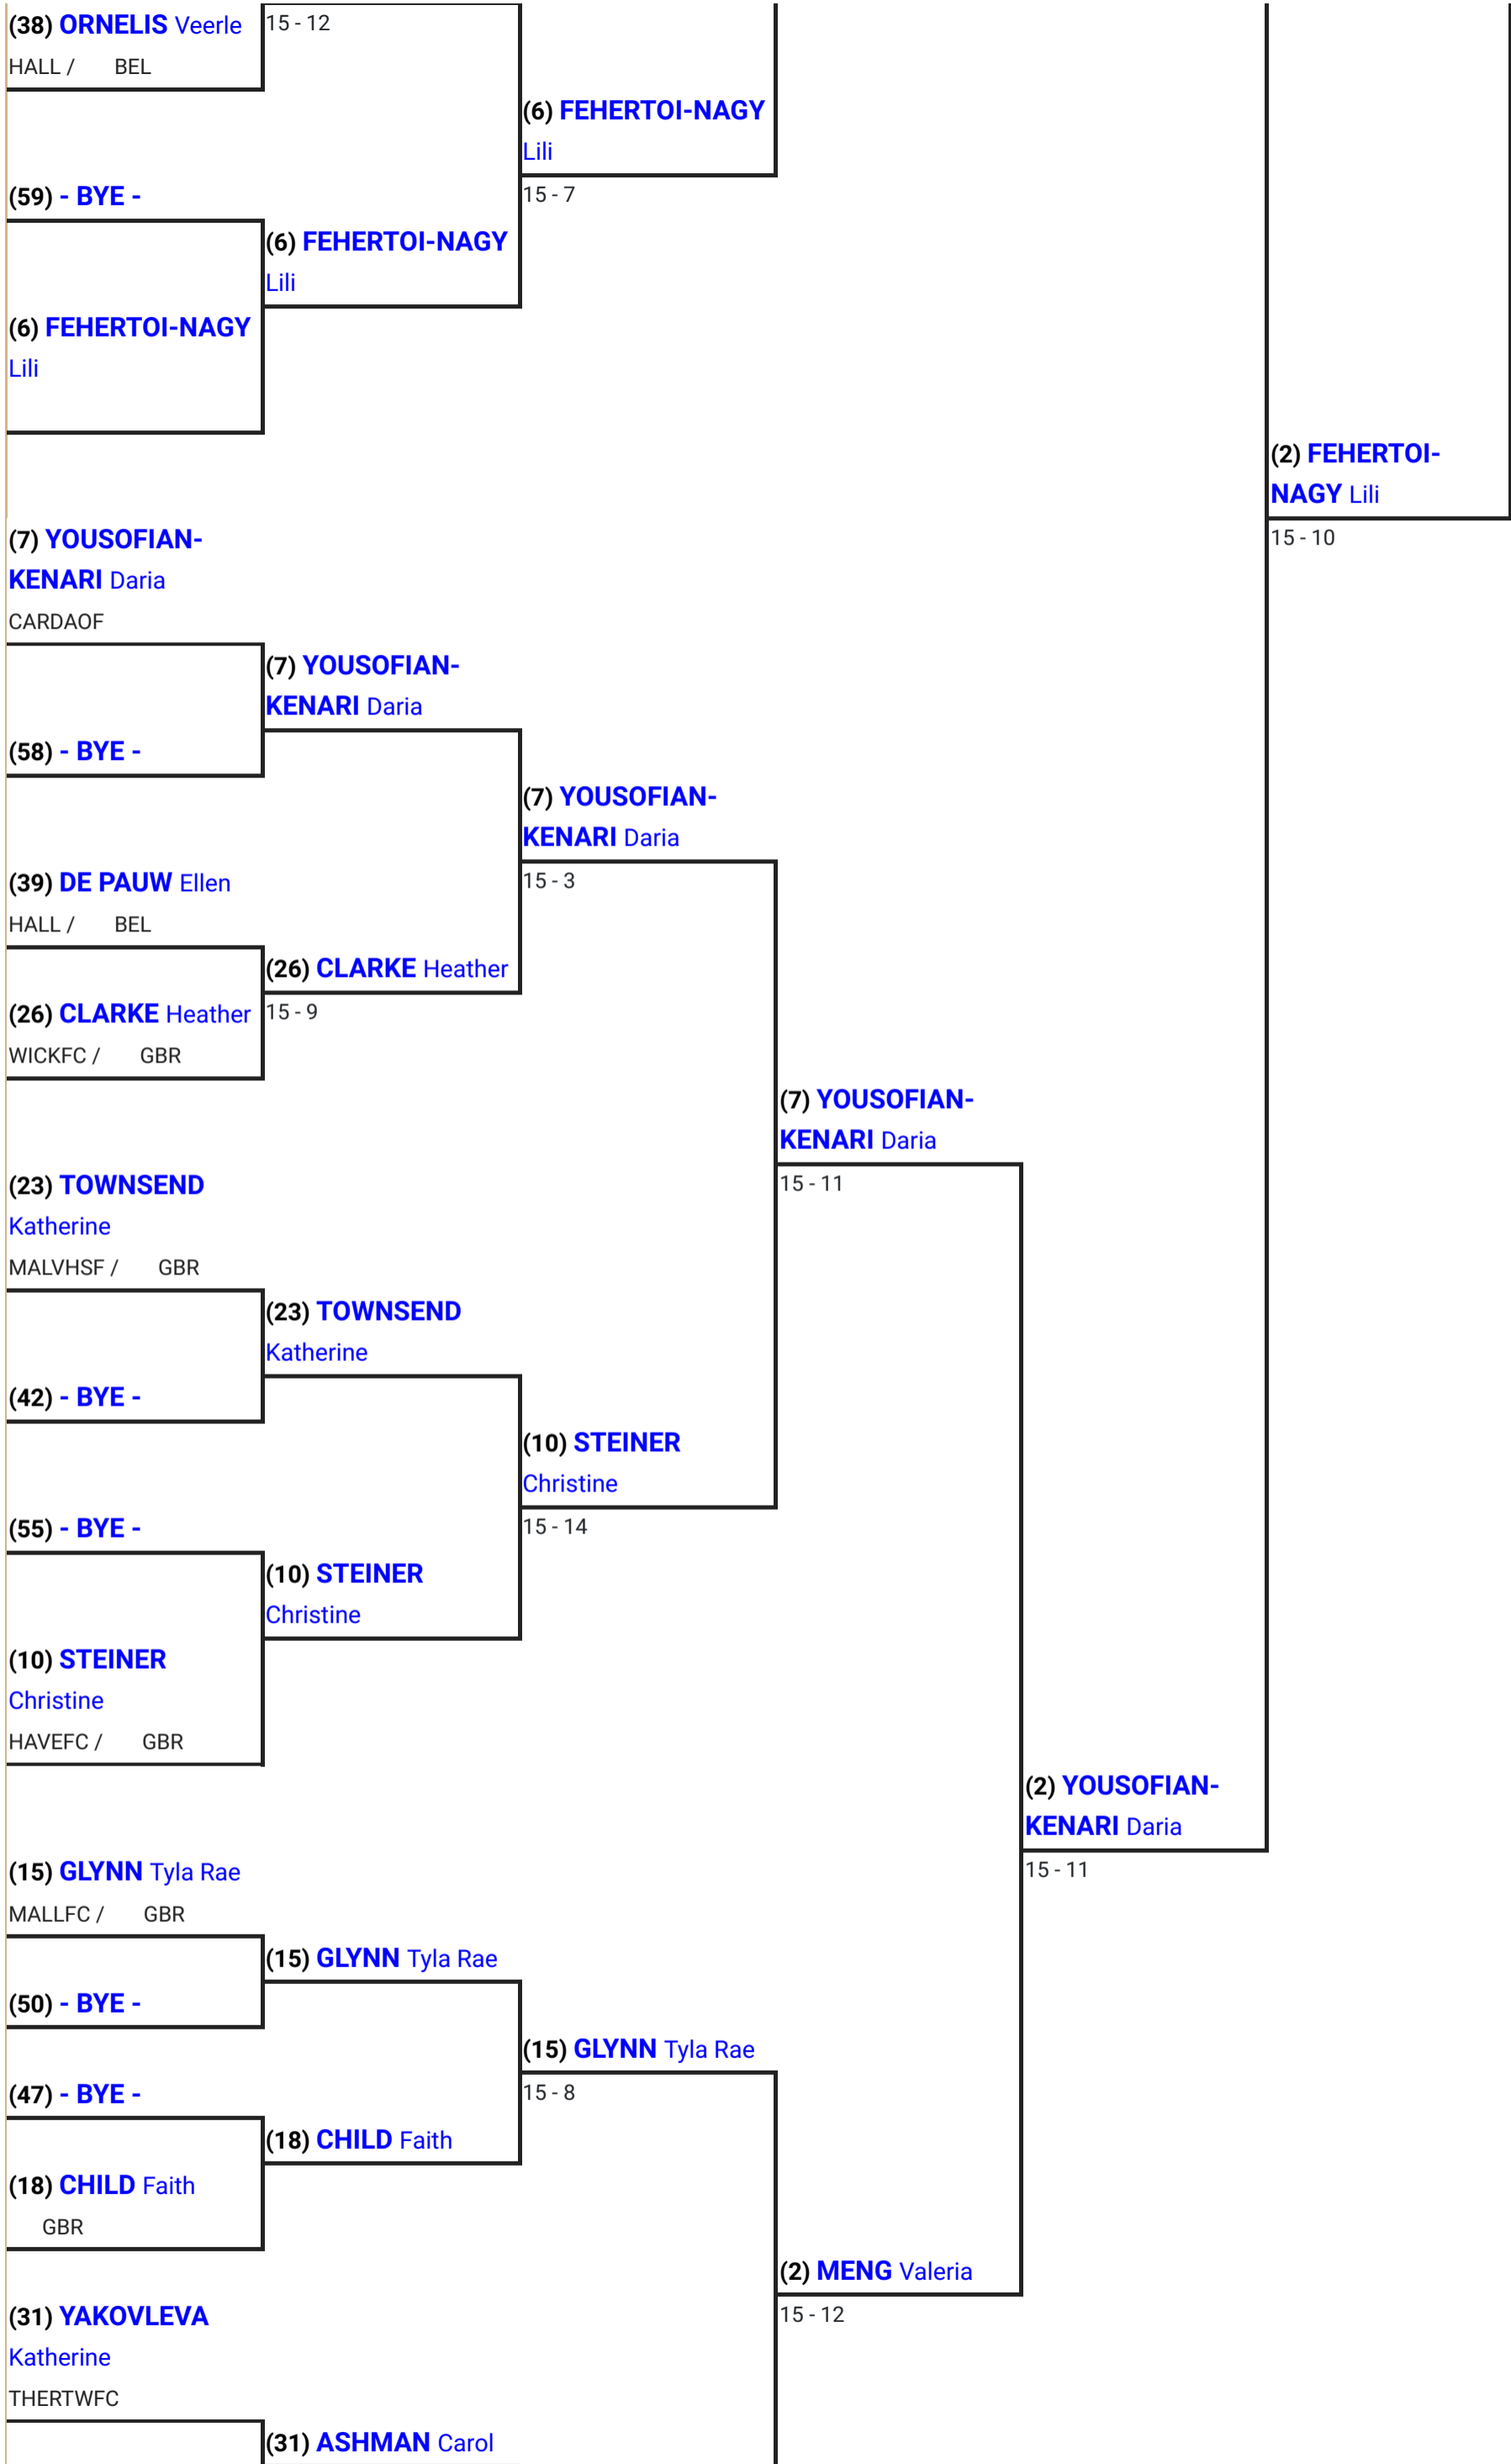 (38) ORNELIS Veerle
HALL / BEL
15 - 12
(6) FEHERTOI-NAGY
Lili
15 - 7
(59) - BYE -
(6) FEHERTOI-NAGY
Lili
(6) FEHERTOI-NAGY
Lili
(2) FEHERTOI-
NAGY Lili
15 - 10
(7) YOUSOFIAN-
KENARI Daria
CARDAOF
(7) YOUSOFIAN-
KENARI Daria
(58) - BYE -
(7) YOUSOFIAN-
KENARI Daria
15 - 3
(39) DE PAUW Ellen
HALL / BEL
(26) CLARKE Heather
15 - 9
(26) CLARKE Heather
WICKFC / GBR
(7) YOUSOFIAN-
KENARI Daria
15 - 11
(23) TOWNSEND
Katherine
MALVHSF / GBR
(23) TOWNSEND
Katherine
(42) - BYE -
(10) STEINER
Christine
15 - 14
(55) - BYE -
(10) STEINER
Christine
(10) STEINER
Christine
HAVEFC / GBR
(2) YOUSOFIAN-
KENARI Daria
15 - 11
(15) GLYNN Tyla Rae
MALLFC / GBR
(15) GLYNN Tyla Rae
(50) - BYE -
(15) GLYNN Tyla Rae
15 - 8
(47) - BYE -
(18) CHILD Faith
(18) CHILD Faith
GBR
(2) MENG Valeria
15 - 12
(31) YAKOVLEVA
Katherine
THERTWFC
(31) ASHMAN Carol